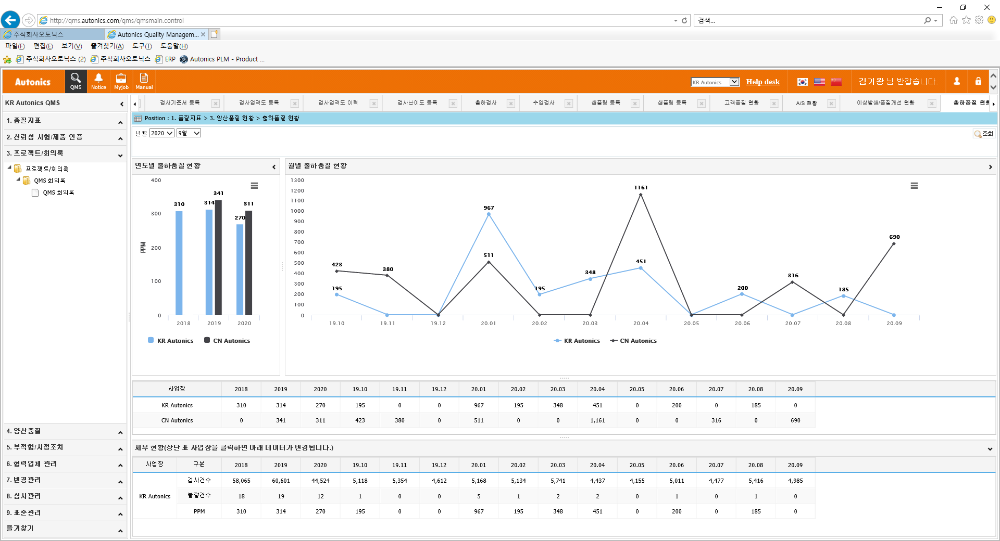 http://qms.autonics.com/qms/qmsmain.control
검색...
주식회사오토닉스
Autonics Quality Managem...
파일(F) 편집(E) 보기(V) 즐겨찾기(A) 도구(T) 도움말(H)
주식회사오토닉스 (2) 주식회사오토닉스 ERP Autonics PLM - Product ...
Autonics
QMS Notice Myjob Manual
KR Autonics
Help desk
김기왕 님 반갑습니다.
KR Autonics QMS
검사기준서 등록 검사엄격도 등록 검사엄격도 이력 검사난이도 등록 출하검사 수입검사 샘플링 등록 샘플링 등록 고객품질 현황 A/S 현황 이상발생/품질개선 현황 출하품질 현황
Position : 1. 품질지표 > 3. 양산품질 현황 > 출하품질 현황
년월 2020 9월
조회
1. 품질지표
2. 신뢰성 시험/제품 인증
3. 프로젝트/회의록
프로젝트/회의록
QMS 회의록
QMS 회의록
4. 양산품질
5. 부적합/시정조치
6. 협력업체 관리
7. 변경관리
8. 심사관리
9. 표준관리
즐겨찾기
연도별 출하품질 현황
400
300
200
100
0
PPM
310
314
341
270
311
2018 2019 2020
KR Autonics CN Autonics
월별 출하품질 현황
1300
1200
1100
1000
900
800
700
600
500
400
300
200
100
0
423
195
380
967
511
195
348
1161
451
200
316
185
690
19.10 19.11 19.12 20.01 20.02 20.03 20.04 20.05 20.06 20.07 20.08 20.09
KR Autonics CN Autonics
사업장 2018 2019 2020 19.10 19.11 19.12 20.01 20.02 20.03 20.04 20.05 20.06 20.07 20.08 20.09
KR Autonics 310 314 270 195 0 0 967 195 348 451 0 200 0 185 0
CN Autonics 0 341 311 423 380 0 511 0 0 1,161 0 0 316 0 690
세부 현황(상단 표 사업장을 클릭하면 아래 데이터가 변경됩니다.)
사업장 구분 2018 2019 2020 19.10 19.11 19.12 20.01 20.02 20.03 20.04 20.05 20.06 20.07 20.08 20.09
검사건수 58,065 60,601 44,524 5,118 5,354 4,612 5,168 5,134 5,741 4,437 4,155 5,011 4,477 5,416 4,985
KR Autonics 불량건수 18 19 12 1 0 0 5 1 2 2 0 1 0 1 0
PPM 310 314 270 195 0 0 967 195 348 451 0 200 0 185 0